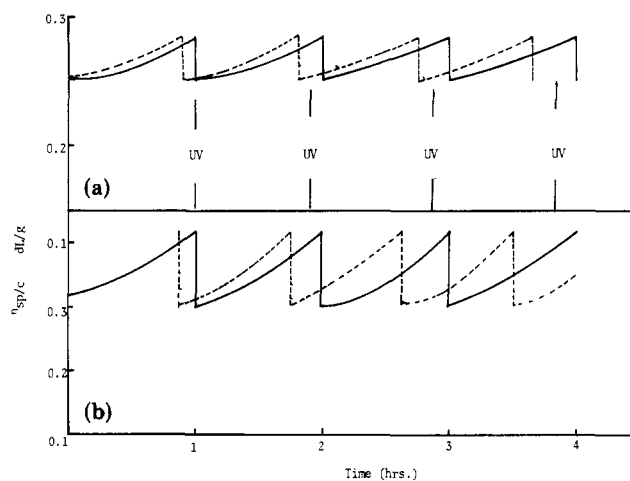 0.3
0.2
(a)
UV UV UV UV
0.1
ηsp/c dL/g
0.3
0.2
(b)
0.1
1 2 3 4
Time (hrs.)